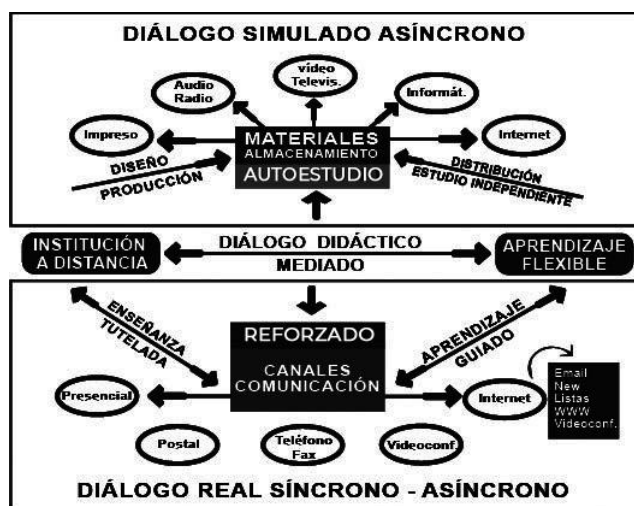 DIÁLOGO SIMULADO ASÍNCRONO
Impreso
Audio
Radio
vídeo
Televis.
Informát.
Internet
DISEÑO
PRODUCCIÓN
MATERIALES
ALMACENAMIENTO
AUTOESTUDIO
DISTRIBUCIÓN
ESTUDIO INDEPENDIENTE
INSTITUCIÓN
A DISTANCIA
DIÁLOGO DIDÁCTICO
MEDIADO
APRENDIZAJE
FLEXIBLE
ENSEÑANZA
TUTELADA
REFORZADO
CANALES
COMUNICACIÓN
APRENDIZAJE
GUIADO
Presencial
Postal
Teléfono
Fax
Videoconf.
Internet
Email
New
Listas
WWW
Videoconf.
DIÁLOGO REAL SÍNCRONO - ASÍNCRONO